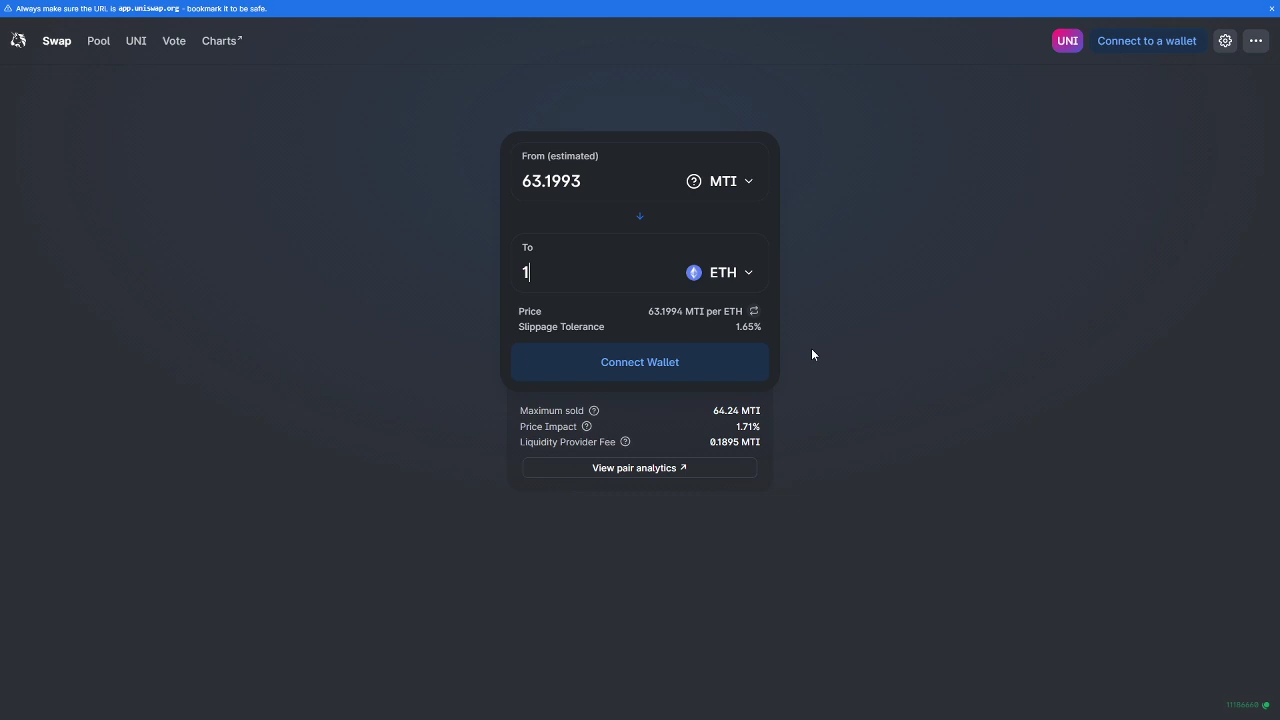 Always make sure the URL is app.uniswap.org - bookmark it to be safe.
Swap Pool UNI Vote Charts↗ UNI Connect to a wallet
From (estimated)
63.1993 MTI
To
1 ETH
Price 63.1994 MTI per ETH
Slippage Tolerance 1.65%
Connect Wallet
Maximum sold ? 64.24 MTI
Price Impact ? 1.71%
Liquidity Provider Fee ? 0.1895 MTI
View pair analytics ↗
11186668